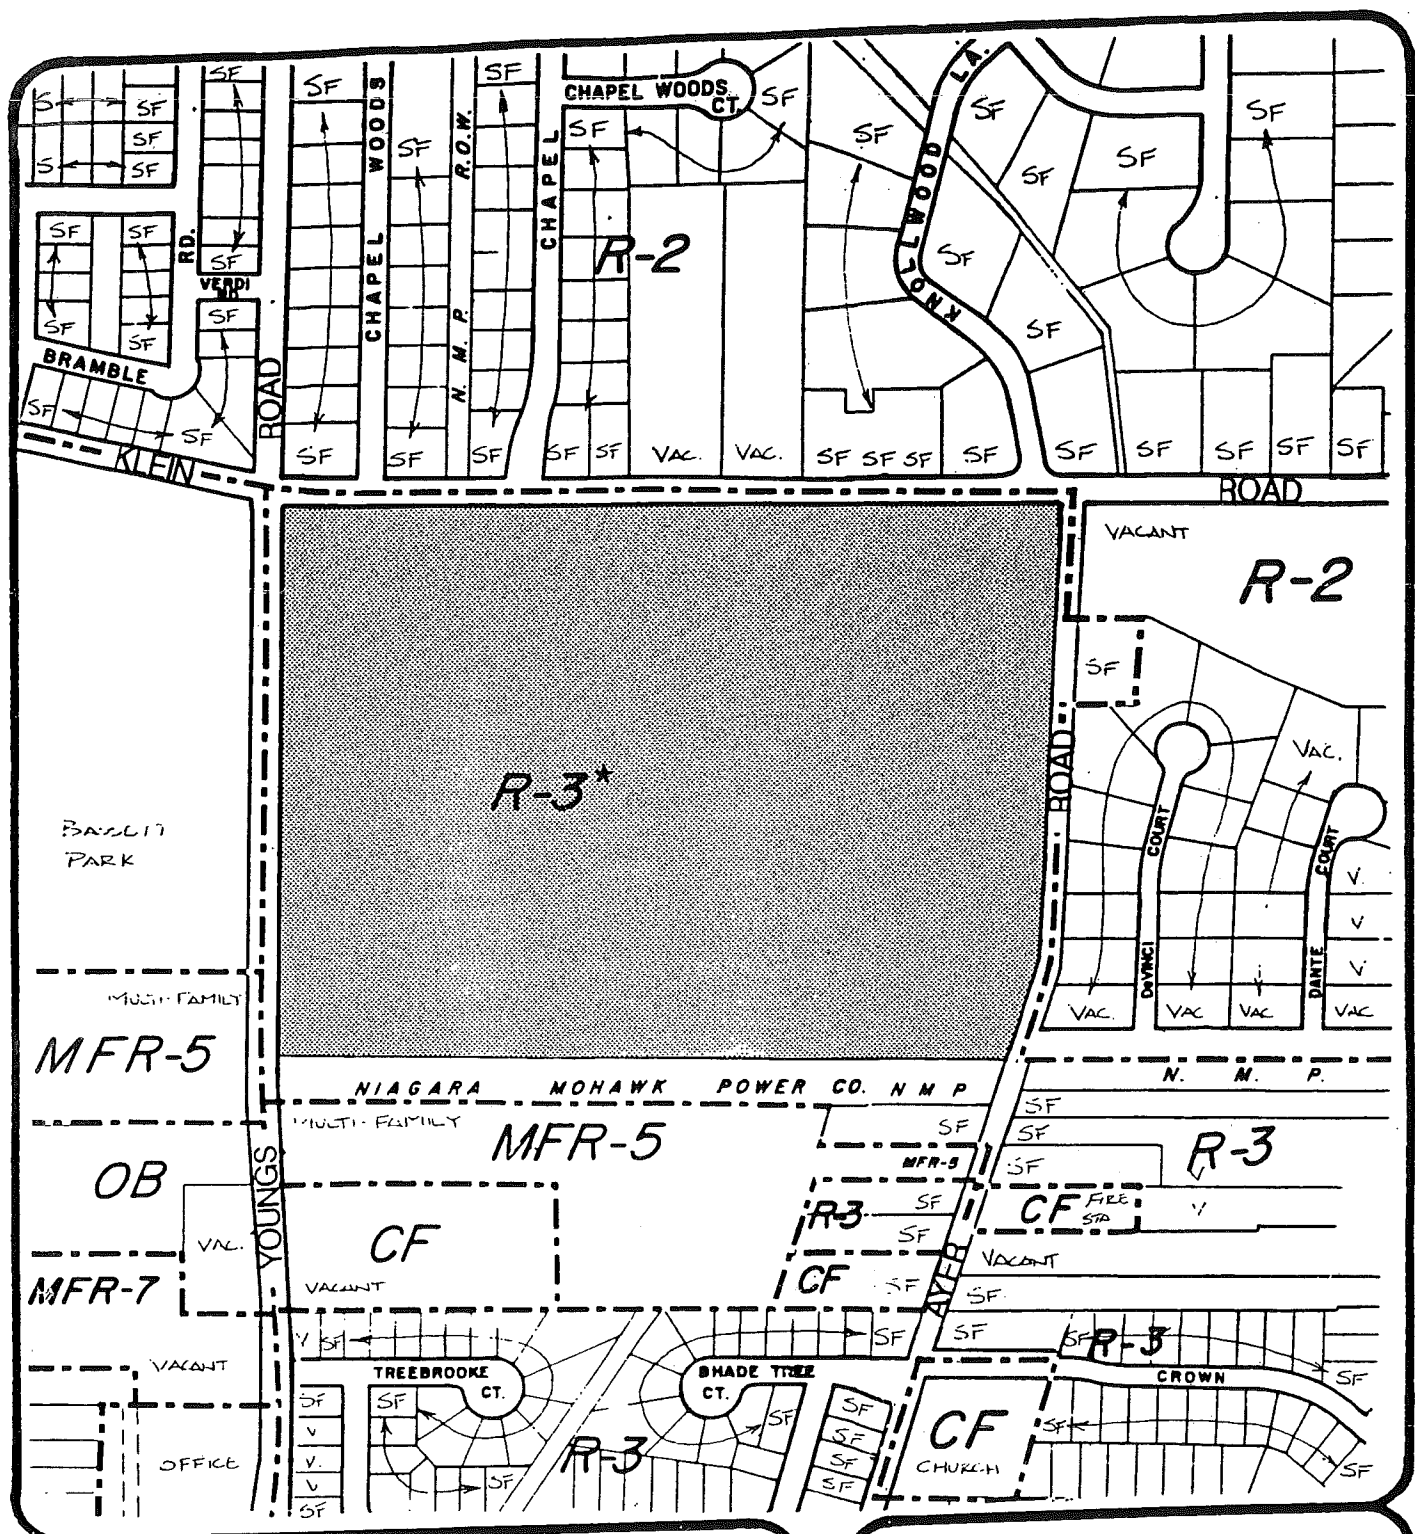 SF
SF
SF
CHAPEL WOODS
CT.
SF
SF
SF
S
SF
SF
S
SF
CHAPEL WOODS
SF
N. M. P. R.O.W.
CHAPEL
SF
SF
KNOLLWOOD LA.
SF
SF
SF
SF
SF
RD.
SF
VERDI
SF
SF
R-2
SF
SF
SF
SF
SF
BRAMBLE
SF
SF
ROAD
SF
SF
SF
SF
SF
VAC.
VAC.
SF
SF
SF
SF
SF
SF
SF
SF
SF
KLEIN
ROAD
VACANT
R-2
SF
R-3*
ROAD
VAC.
PARK
COURT
COURT
V.
V
V
DeVINCI
DANTE
VAC.
VAC
VAC.
VAC
MULTI-FAMILY
MFR-5
NIAGARA MOHAWK POWER CO. N M P
N. M. P.
MULTI-FAMILY
MFR-5
SF
SF
SF
SF
MFR-5
R-3
V
OB
YOUNGS
CF
R-3
SF
SF
CF
FIRE
STA
V
VAC.
VACANT
CF
SF
AYER
VACANT
SF
MFR-7
V
SF
SF
SF
SF
R-3
SF
VACANT
TREEBROOKE
CT.
SHADE TREE
CT.
CROWN
SF
V
V.
V
SF
SF
SF
R-3
SF
SF
SF
SF
SF
CF
CHURCH
SF
SF
OFFICE